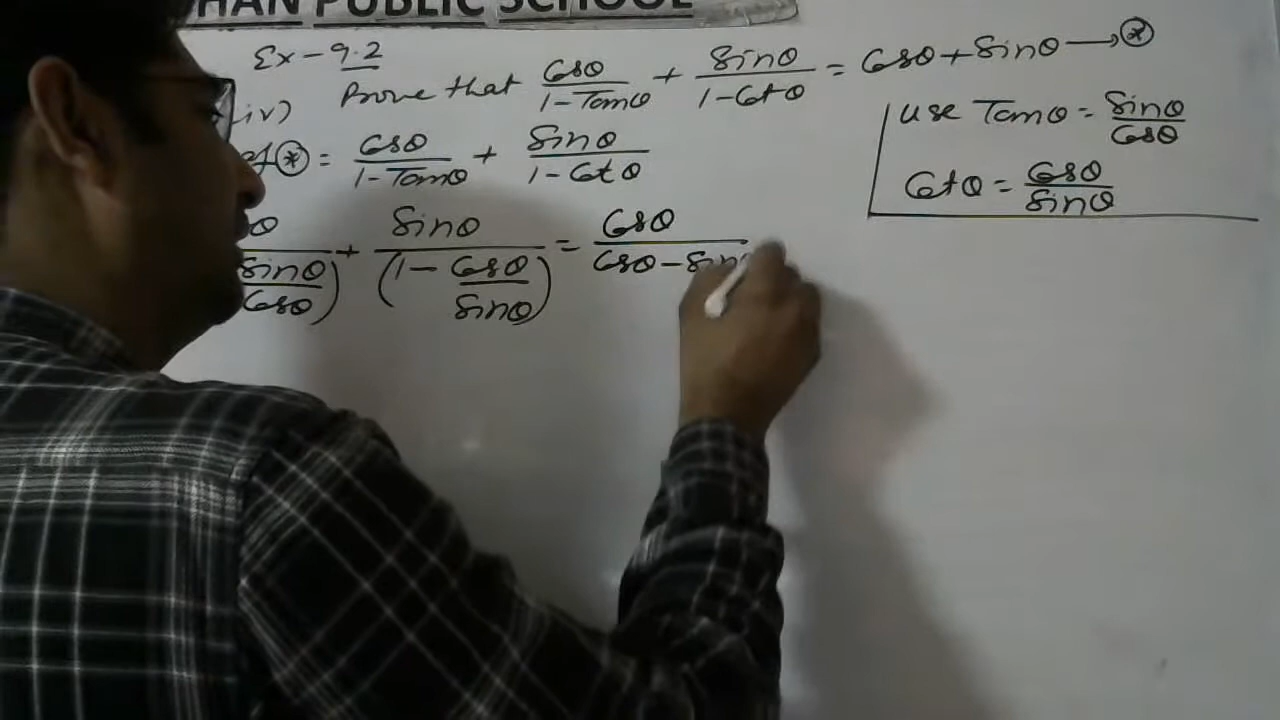 HAN PUBLIC SCHOOL
Ex-9.2
iv) Prove that Cosθ/(1-Tanθ) + Sinθ/(1-Cotθ) = Cosθ+Sinθ → ⊛
use Tanθ = Sinθ/Cosθ
Cotθ = Cosθ/Sinθ
of ⊛ = Cosθ/(1-Tanθ) + Sinθ/(1-Cotθ)
θ/(Sinθ/Cosθ) + Sinθ/(1-Cosθ/Sinθ) = Cosθ/(Cosθ-Sin